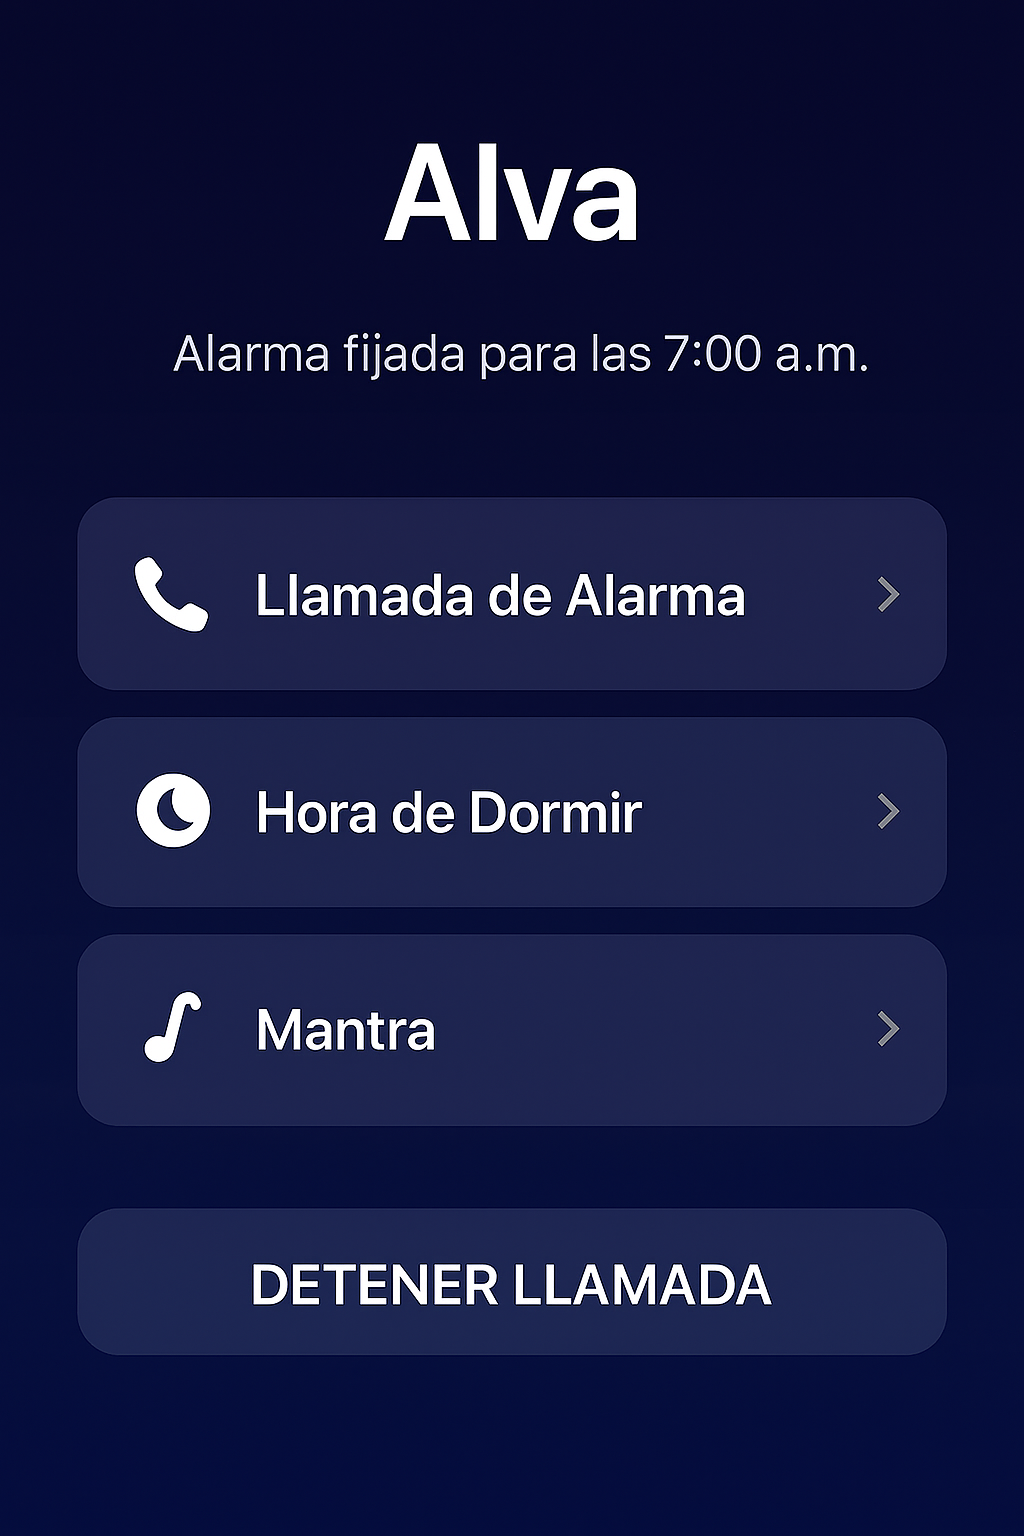 Alva
Alarma fijada para las 7:00 a.m.
Llamada de Alarma
Hora de Dormir
Mantra
DETENER LLAMADA